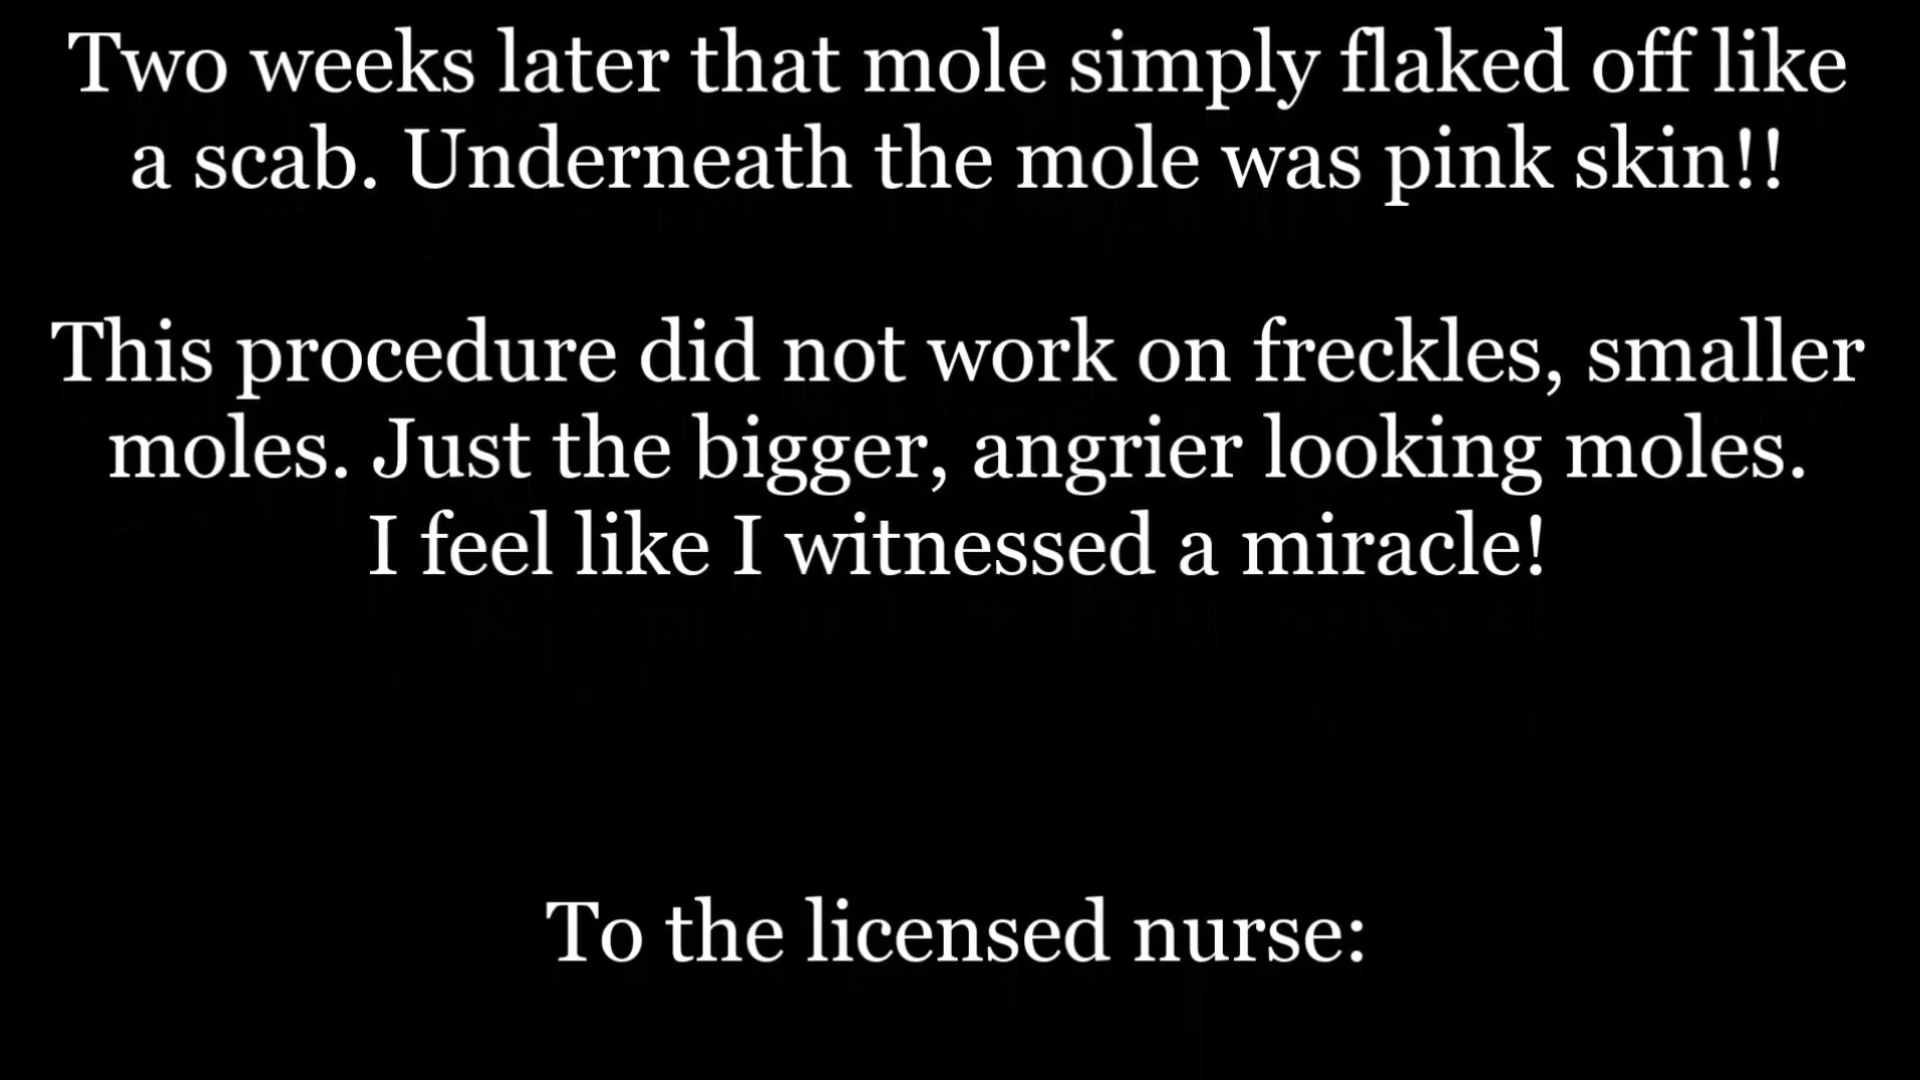 Two weeks later that mole simply flaked off like
a scab. Underneath the mole was pink skin!!
This procedure did not work on freckles, smaller
moles. Just the bigger, angrier looking moles.
I feel like I witnessed a miracle!
To the licensed nurse: